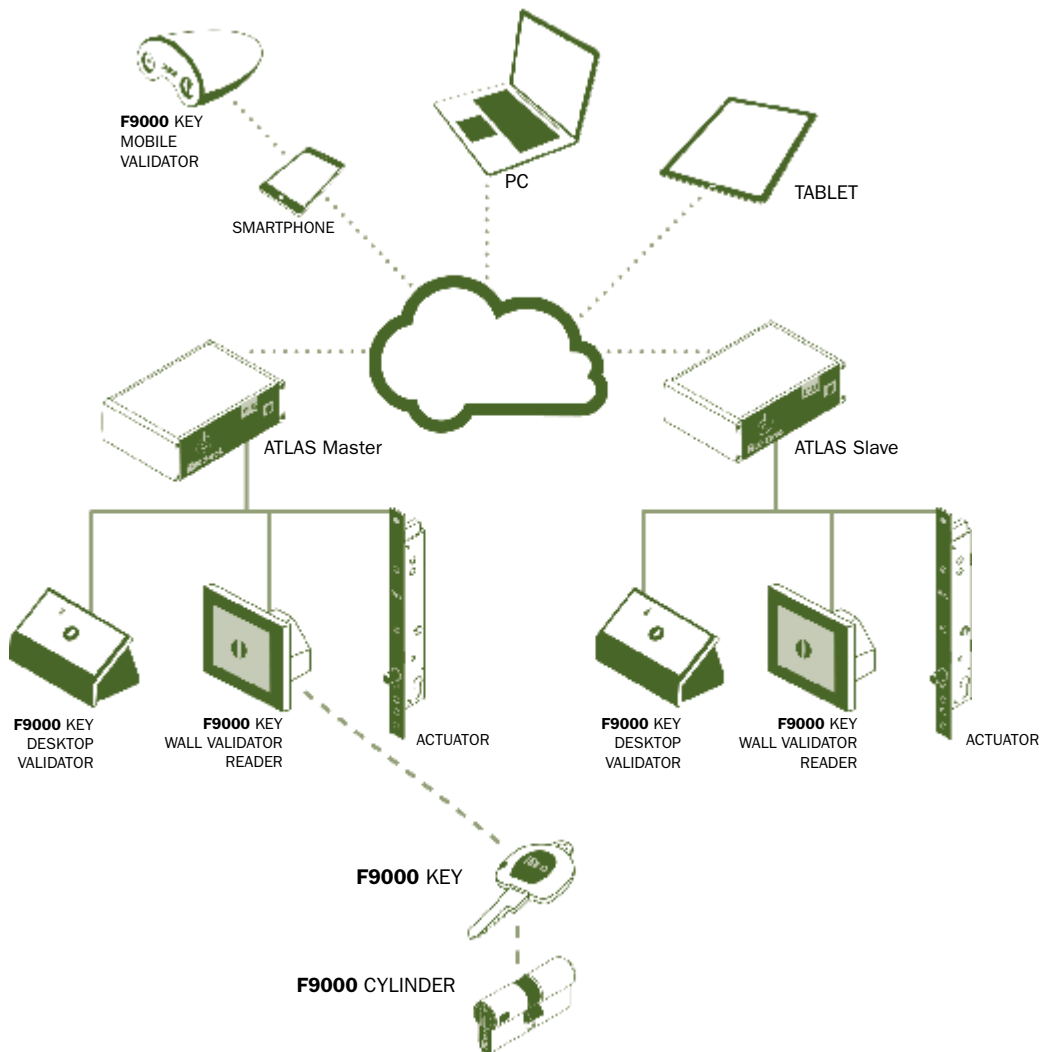 F9000 KEY
MOBILE
VALIDATOR
SMARTPHONE
PC
TABLET
ATLAS Master
ATLAS Slave
F9000 KEY
DESKTOP
VALIDATOR
F9000 KEY
WALL VALIDATOR
READER
ACTUATOR
F9000 KEY
DESKTOP
VALIDATOR
F9000 KEY
WALL VALIDATOR
READER
ACTUATOR
F9000 KEY
F9000 CYLINDER